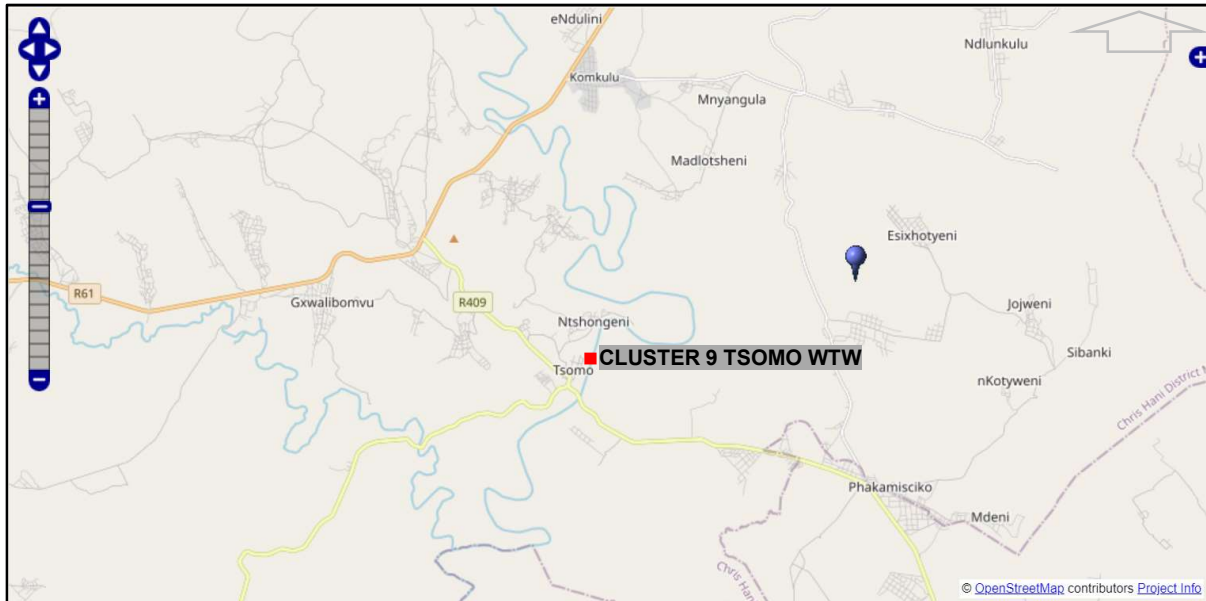 eNdulini
Ndlunkulu
Komkulu
Mnyangula
Madlotsheni
Esixhotyeni
R61
Gxwalibomvu
R409
Jojweni
Ntshongeni
Sibanki
CLUSTER 9 TSOMO WTW
Tsomo
nKotyweni
Chris Hani District M
Phakamisciko
Mdeni
Chris Han
© OpenStreetMap contributors Project Info